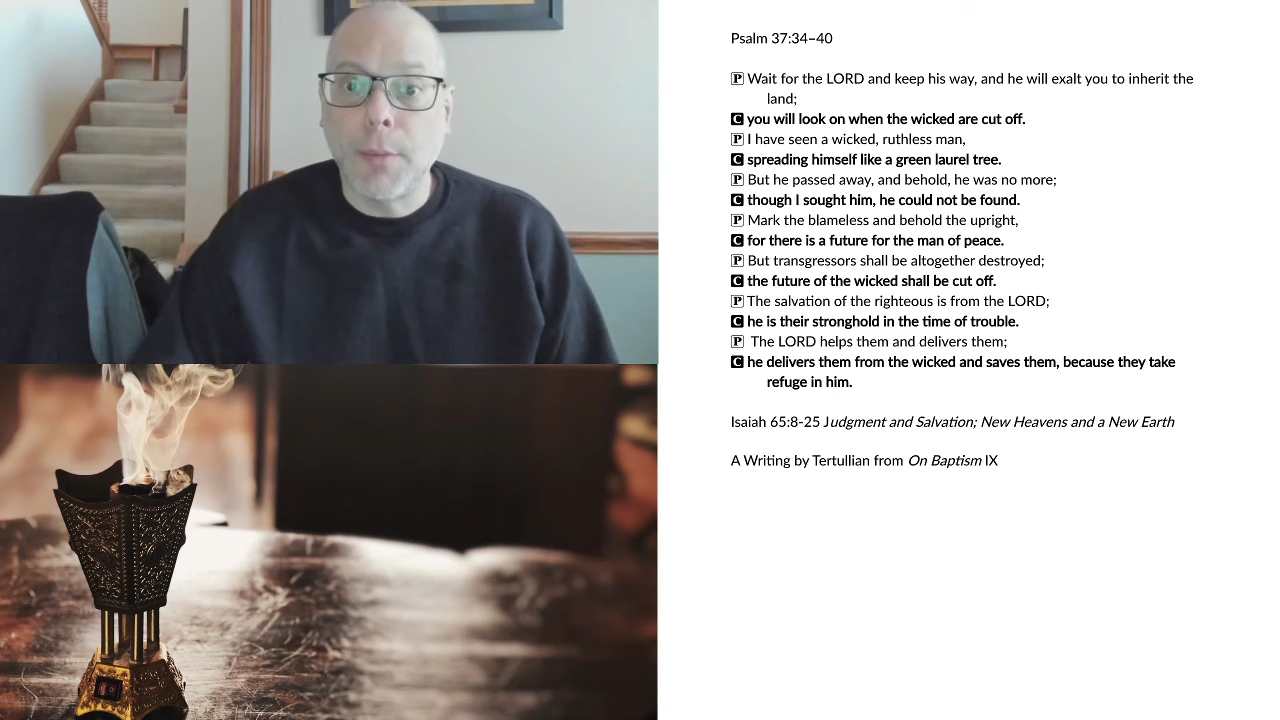 Psalm 37:34–40
P Wait for the LORD and keep his way, and he will exalt you to inherit the
land;
C you will look on when the wicked are cut off.
P I have seen a wicked, ruthless man,
C spreading himself like a green laurel tree.
P But he passed away, and behold, he was no more;
C though I sought him, he could not be found.
P Mark the blameless and behold the upright,
C for there is a future for the man of peace.
P But transgressors shall be altogether destroyed;
C the future of the wicked shall be cut off.
P The salvation of the righteous is from the LORD;
C he is their stronghold in the time of trouble.
P The LORD helps them and delivers them;
C he delivers them from the wicked and saves them, because they take
refuge in him.
Isaiah 65:8-25 Judgment and Salvation; New Heavens and a New Earth
A Writing by Tertullian from On Baptism IX